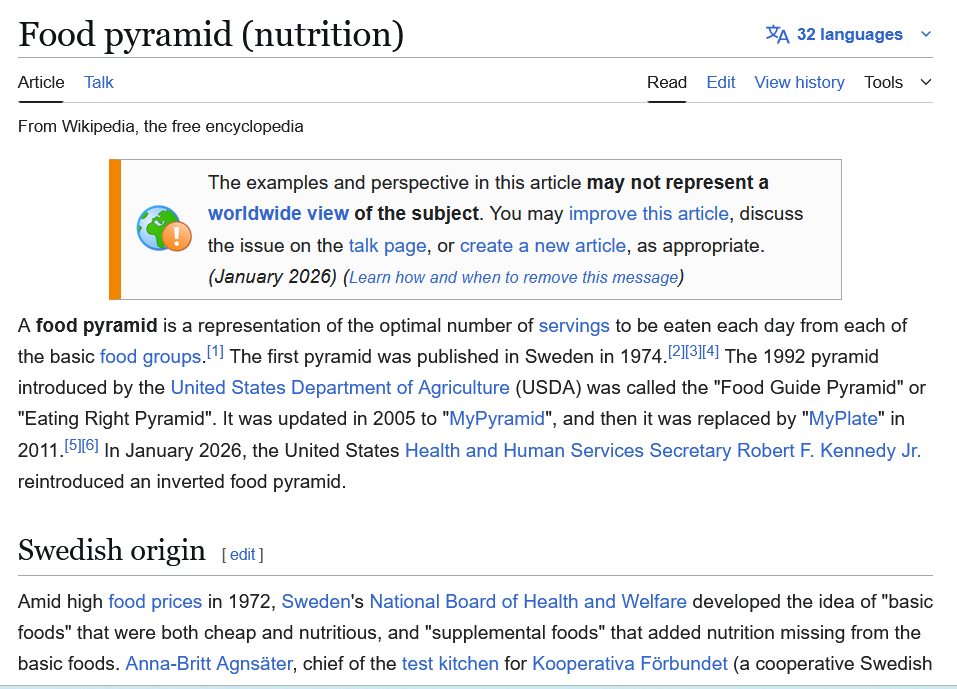 Food pyramid (nutrition)
32 languages
Article Talk Read Edit View history Tools
From Wikipedia, the free encyclopedia
The examples and perspective in this article may not represent a
worldwide view of the subject. You may improve this article, discuss
the issue on the talk page, or create a new article, as appropriate.
(January 2026) (Learn how and when to remove this message)
A food pyramid is a representation of the optimal number of servings to be eaten each day from each of
the basic food groups.[1] The first pyramid was published in Sweden in 1974.[2][3][4] The 1992 pyramid
introduced by the United States Department of Agriculture (USDA) was called the "Food Guide Pyramid" or
"Eating Right Pyramid". It was updated in 2005 to "MyPyramid", and then it was replaced by "MyPlate" in
2011.[5][6] In January 2026, the United States Health and Human Services Secretary Robert F. Kennedy Jr.
reintroduced an inverted food pyramid.
Swedish origin [ edit ]
Amid high food prices in 1972, Sweden's National Board of Health and Welfare developed the idea of "basic
foods" that were both cheap and nutritious, and "supplemental foods" that added nutrition missing from the
basic foods. Anna-Britt Agnsäter, chief of the test kitchen for Kooperativa Förbundet (a cooperative Swedish